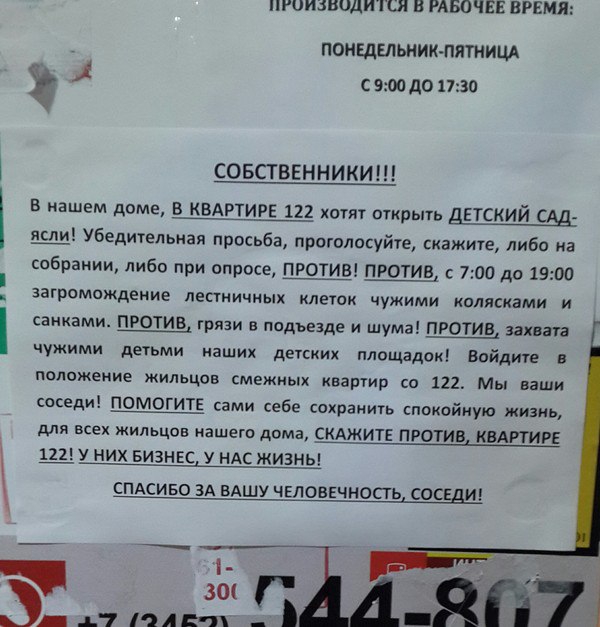 ПРОИЗВОДИТСЯ В РАБОЧЕЕ ВРЕМЯ:
ПОНЕДЕЛЬНИК-ПЯТНИЦА
С 9:00 ДО 17:30
СОБСТВЕННИКИ!!!
В нашем доме, В КВАРТИРЕ 122 хотят открыть ДЕТСКИЙ САД-
ясли! Убедительная просьба, проголосуйте, скажите, либо на
собрании, либо при опросе, ПРОТИВ! ПРОТИВ, с 7:00 до 19:00
загромождение лестничных клеток чужими колясками и
санками. ПРОТИВ, грязи в подъезде и шума! ПРОТИВ, захвата
чужими детьми наших детских площадок! Войдите в
положение жильцов смежных квартир со 122. Мы ваши
соседи! ПОМОГИТЕ сами себе сохранить спокойную жизнь,
для всех жильцов нашего дома, СКАЖИТЕ ПРОТИВ, КВАРТИРЕ
122! У НИХ БИЗНЕС, У НАС ЖИЗНЬ!
СПАСИБО ЗА ВАШУ ЧЕЛОВЕЧНОСТЬ, СОСЕДИ!
61-
300
+7 (3452) 544-807